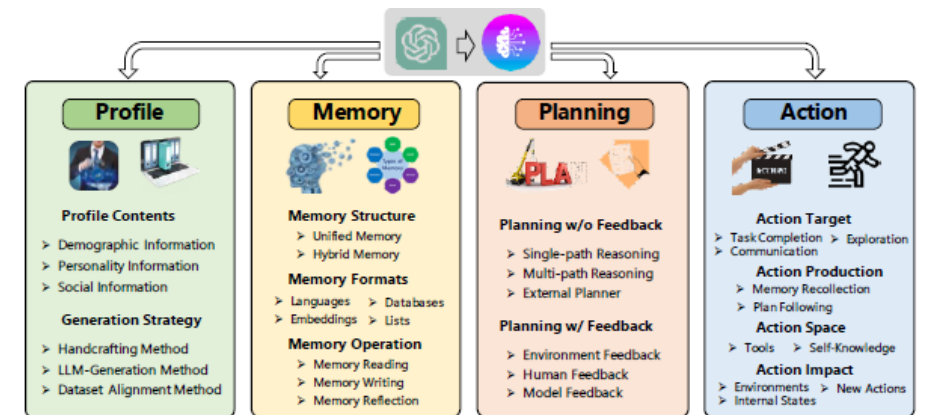 Profile
Profile Contents
➢ Demographic Information
➢ Personality Information
➢ Social Information
Generation Strategy
➢ Handcrafting Method
➢ LLM-Generation Method
➢ Dataset Alignment Method
Memory
Types of
Memory
Memory Structure
➢ Unified Memory
➢ Hybrid Memory
Memory Formats
➢ Languages ➢ Databases
➢ Embeddings ➢ Lists
Memory Operation
➢ Memory Reading
➢ Memory Writing
➢ Memory Reflection
Planning
PLAN
Planning w/o Feedback
➢ Single-path Reasoning
➢ Multi-path Reasoning
➢ External Planner
Planning w/ Feedback
➢ Environment Feedback
➢ Human Feedback
➢ Model Feedback
Action
Action Target
➢ Task Completion ➢ Exploration
➢ Communication
Action Production
➢ Memory Recollection
➢ Plan Following
Action Space
➢ Tools ➢ Self-Knowledge
Action Impact
➢ Environments ➢ New Actions
➢ Internal States